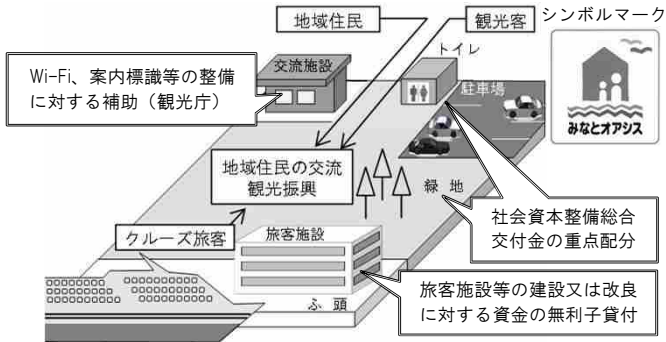 地域住民
観光客
シンボルマーク
トイレ
交流施設
駐車場
Wi-Fi、案内標識等の整備
に対する補助（観光庁）
みなとオアシス
地域住民の交流
観光振興
緑 地
社会資本整備総合
交付金の重点配分
クルーズ旅客
旅客施設
旅客施設等の建設又は改良
に対する資金の無利子貸付
ふ 頭